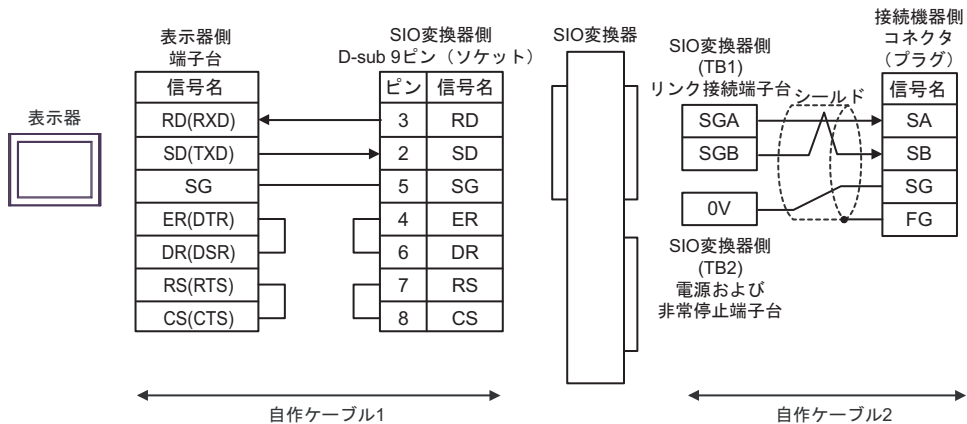 表示器
表示器側
端子台
信号名
RD(RXD)
SD(TXD)
SG
ER(DTR)
DR(DSR)
RS(RTS)
CS(CTS)
SIO変換器側
D-sub 9ピン（ソケット）
ピン 信号名
3 RD
2 SD
5 SG
4 ER
6 DR
7 RS
8 CS
自作ケーブル1
SIO変換器
SIO変換器側
(TB1)
リンク接続端子台
SGA
SGB
0V
SIO変換器側
(TB2)
電源および
非常停止端子台
シールド
接続機器側
コネクタ
（プラグ）
信号名
SA
SB
SG
FG
自作ケーブル2